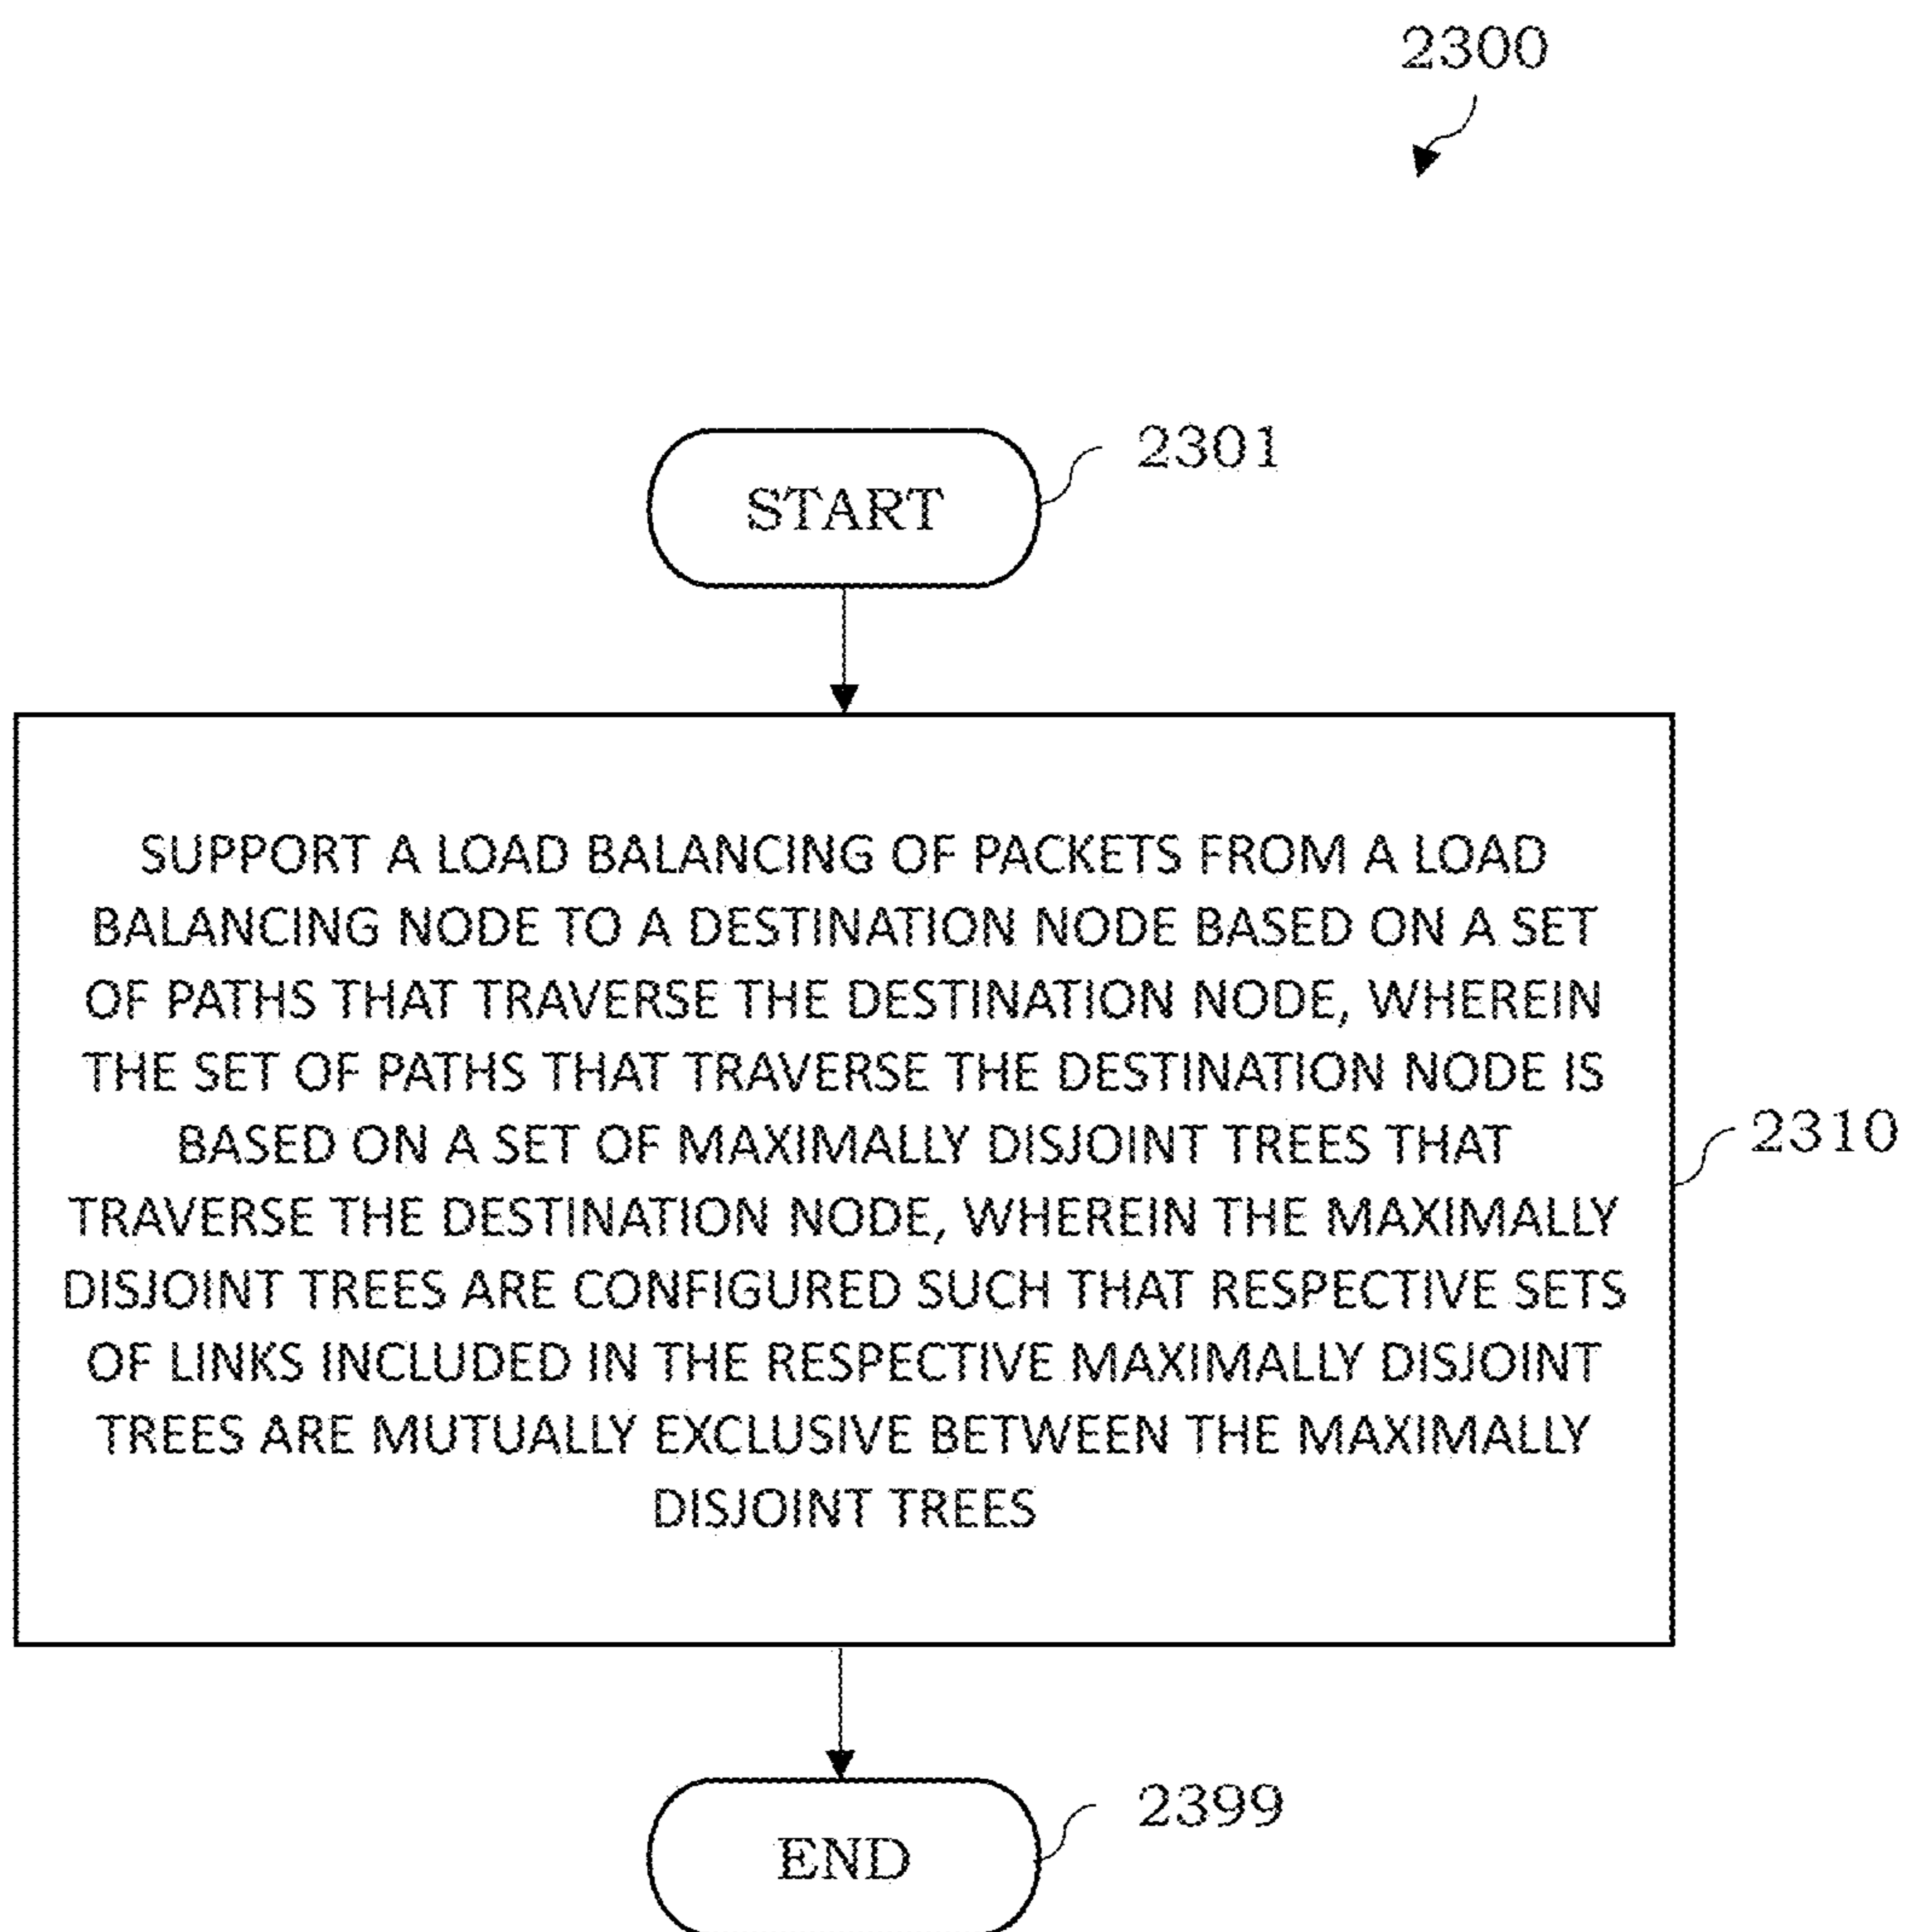 2300
2301
START
SUPPORT A LOAD BALANCING OF PACKETS FROM A LOAD
BALANCING NODE TO A DESTINATION NODE BASED ON A SET
OF PATHS THAT TRAVERSE THE DESTINATION NODE, WHEREIN
THE SET OF PATHS THAT TRAVERSE THE DESTINATION NODE IS
BASED ON A SET OF MAXIMALLY DISJOINT TREES THAT
TRAVERSE THE DESTINATION NODE, WHEREIN THE MAXIMALLY
DISJOINT TREES ARE CONFIGURED SUCH THAT RESPECTIVE SETS
OF LINKS INCLUDED IN THE RESPECTIVE MAXIMALLY DISJOINT
TREES ARE MUTUALLY EXCLUSIVE BETWEEN THE MAXIMALLY
DISJOINT TREES
2310
2399
END